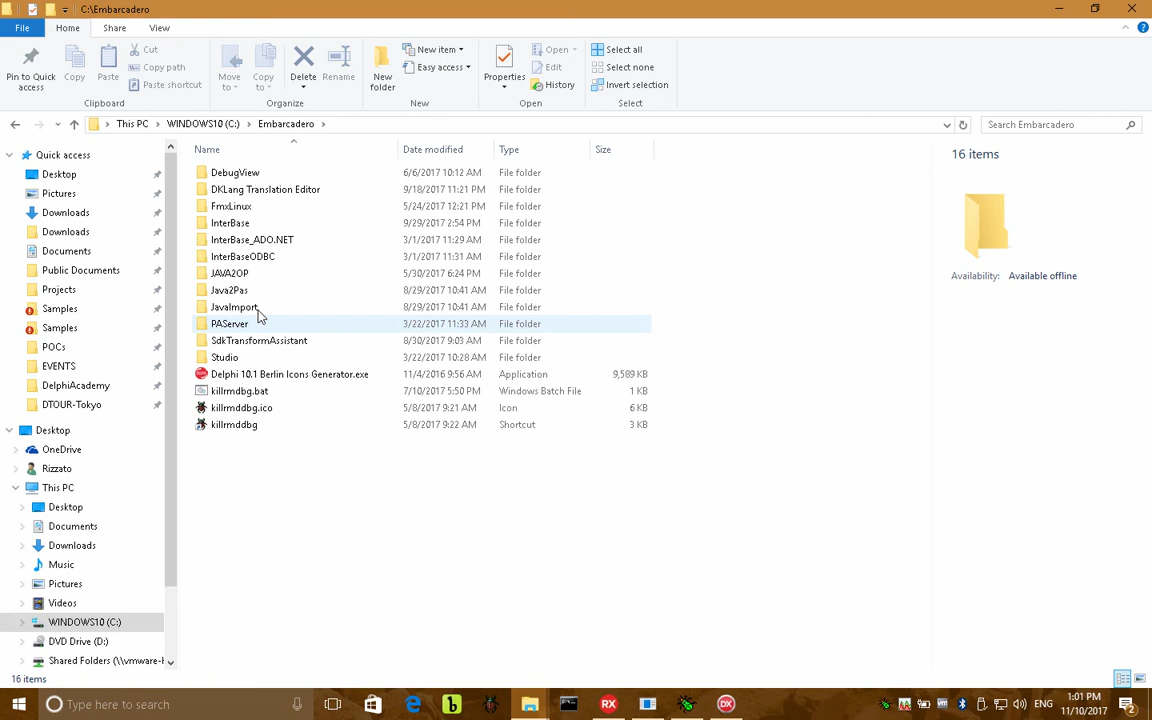 C:\Embarcadero
File Home Share View
Pin to Quick access
Copy
Paste
Cut
Copy path
Paste shortcut
Clipboard
Move to
Copy to
Delete
Rename
Organize
New folder
New item
Easy access
New
Properties
Open
Edit
History
Open
Select all
Select none
Invert selection
Select
This PC > WINDOWS10 (C:) > Embarcadero >
Search Embarcadero
Quick access
Desktop
Pictures
Downloads
Downloads
Documents
Public Documents
Projects
Samples
Samples
POCs
EVENTS
DelphiAcademy
DTOUR-Tokyo
Desktop
OneDrive
Rizzato
This PC
Desktop
Documents
Downloads
Music
Pictures
Videos
WINDOWS10 (C:)
DVD Drive (D:)
Shared Folders (\\vmware-
Name Date modified Type Size
DebugView 6/6/2017 10:12 AM File folder
DKLang Translation Editor 9/18/2017 11:21 PM File folder
FmxLinux 5/24/2017 12:21 PM File folder
InterBase 9/29/2017 2:54 PM File folder
InterBase_ADO.NET 3/1/2017 11:29 AM File folder
InterBaseODBC 3/1/2017 11:31 AM File folder
JAVA2OP 5/30/2017 6:24 PM File folder
Java2Pas 8/29/2017 10:41 AM File folder
JavaImport 8/29/2017 10:41 AM File folder
PAServer 3/22/2017 11:33 AM File folder
SdkTransformAssistant 8/30/2017 9:03 AM File folder
Studio 3/22/2017 10:28 AM File folder
Delphi 10.1 Berlin Icons Generator.exe 11/4/2016 9:56 AM Application 9,589 KB
killrmdbg.bat 7/10/2017 5:50 PM Windows Batch File 1 KB
killrmddbg.ico 5/8/2017 9:21 AM Icon 6 KB
killrmddbg 5/8/2017 9:22 AM Shortcut 3 KB
16 items
Availability: Available offline
16 items
Type here to search
RX
DX
ENG
1:01 PM
11/10/2017
2